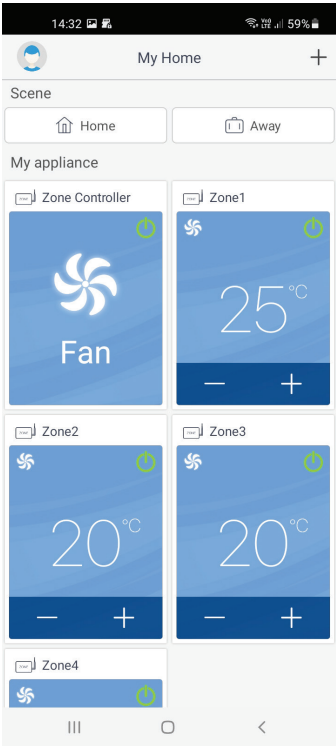 14:32 59%
My Home
Scene
Home Away
My appliance
Zone Controller Zone1
Fan 25°C
Zone2 Zone3
20°C 20°C
Zone4